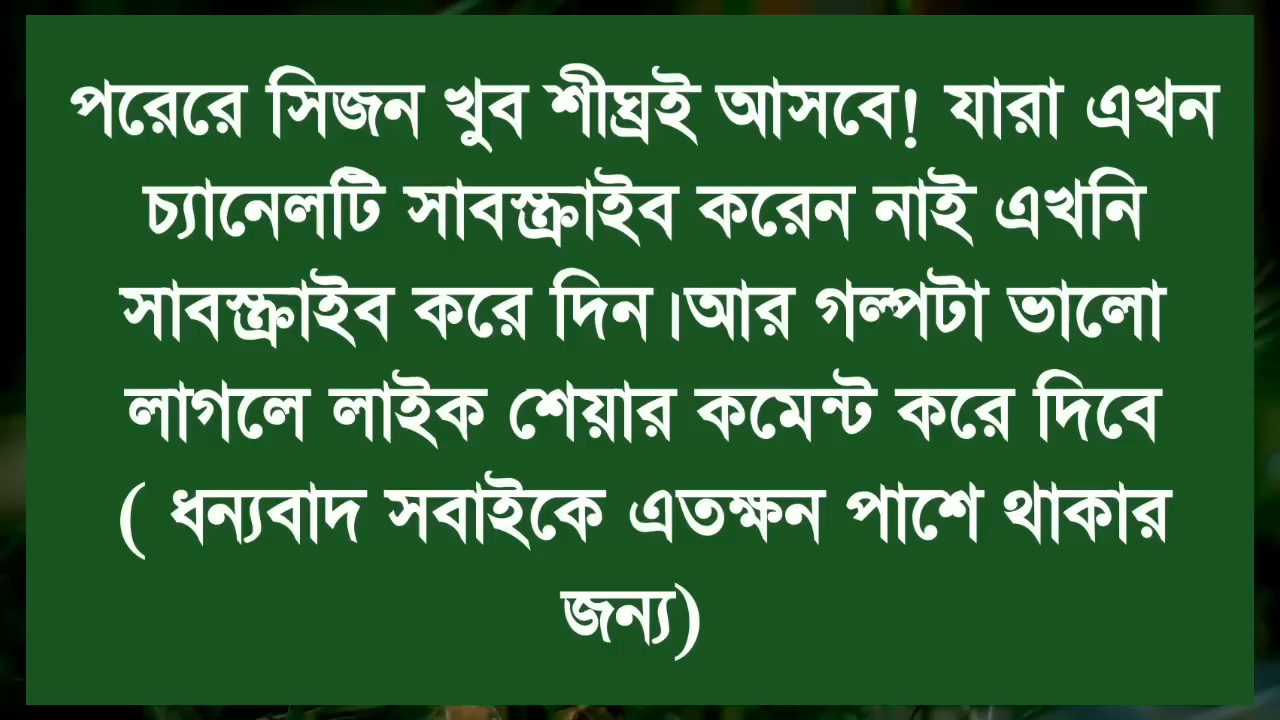 পরেরে সিজন খুব শীঘ্রই আসবে! যারা এখন
চ্যানেলটি সাবস্ক্রাইব করেন নাই এখনি
সাবস্ক্রাইব করে দিন।আর গল্পটা ভালো
লাগলে লাইক শেয়ার কমেন্ট করে দিবে
( ধন্যবাদ সবাইকে এতক্ষন পাশে থাকার
জন্য)